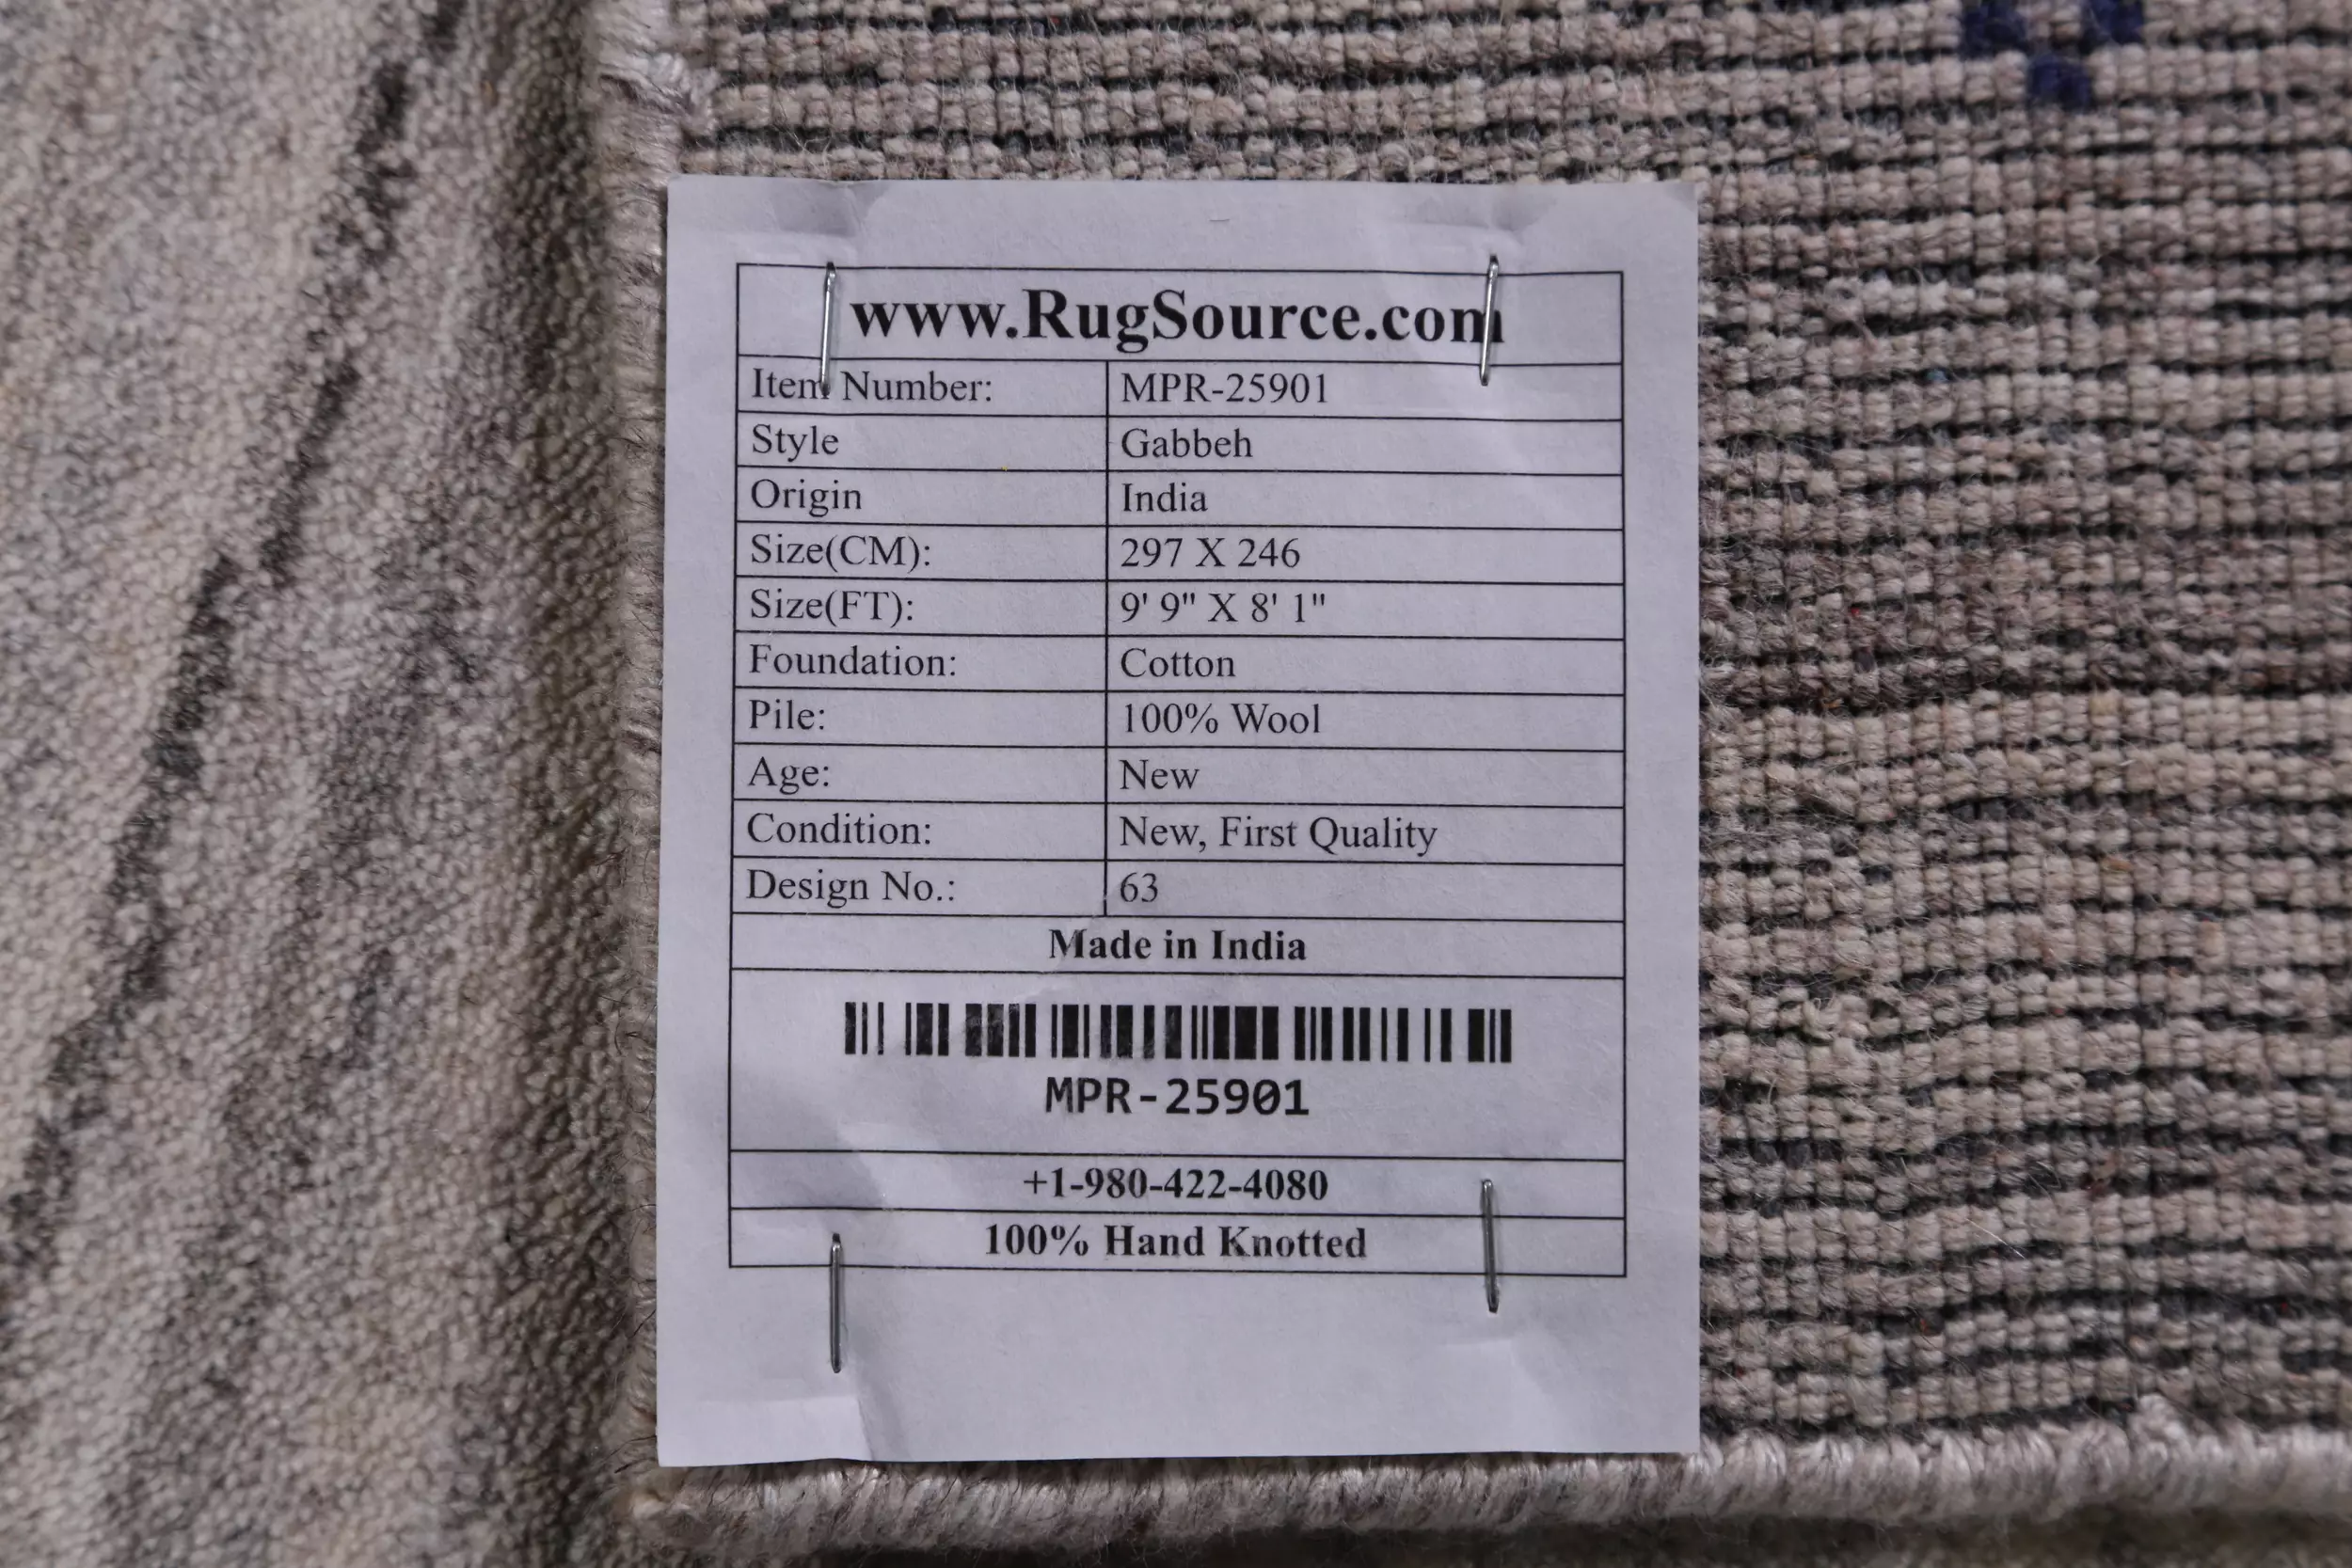 www.RugSource.com
Item Number: MPR-25901
Style Gabbeh
Origin India
Size(CM): 297 X 246
Size(FT): 9' 9" X 8' 1"
Foundation: Cotton
Pile: 100% Wool
Age: New
Condition: New, First Quality
Design No.: 63
Made in India
MPR-25901
+1-980-422-4080
100% Hand Knotted